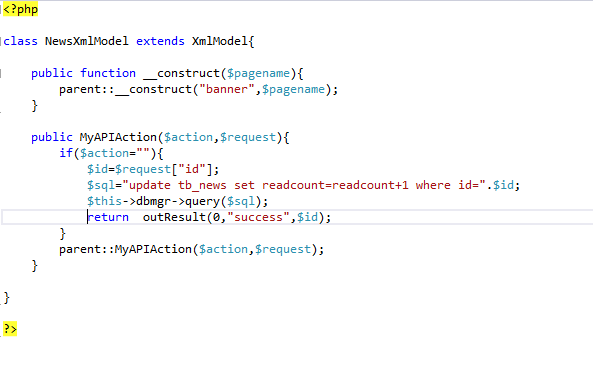 <?php
class NewsXmlModel extends XmlModel{
public function __construct($pagename){
parent::__construct("banner",$pagename);
}
public MyAPIAction($action,$request){
if($action=""){
$id=$request["id"];
$sql="update tb_news set readcount=readcount+1 where id=".$id;
$this->dbmgr->query($sql);
return  outResult(0,"success",$id);
}
parent::MyAPIAction($action,$request);
}
}
?>